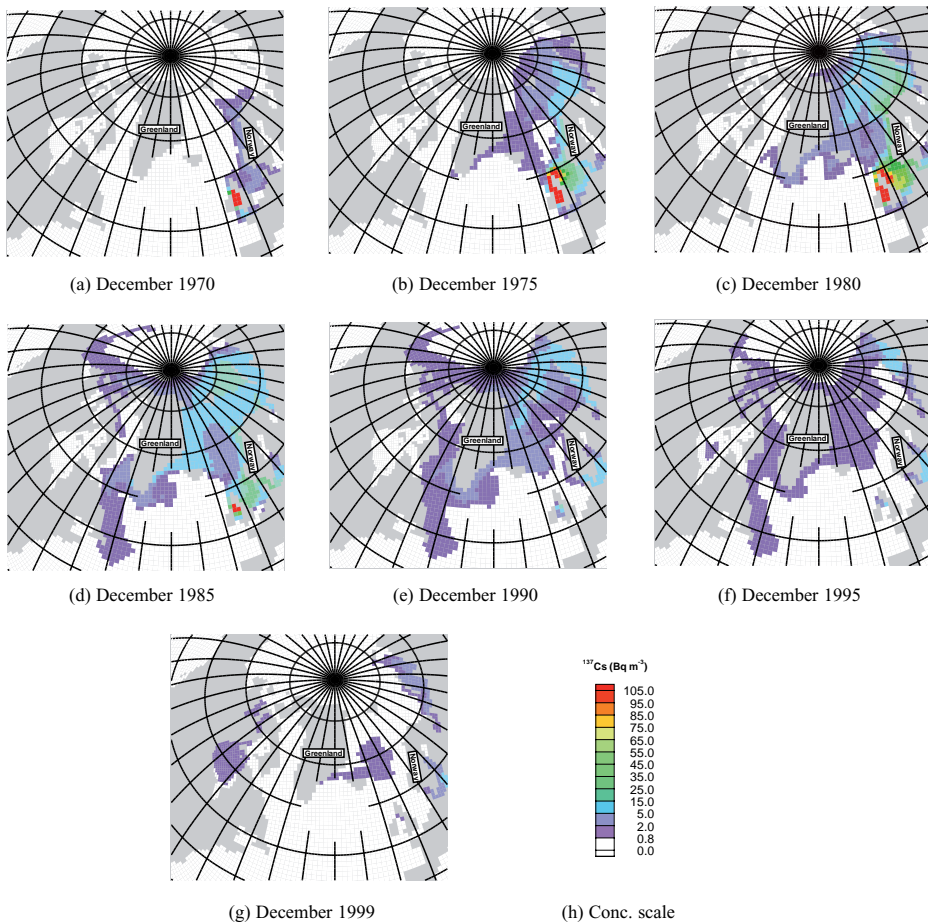 Greenland
Norway
Greenland
Norway
Greenland
Norway
(a) December 1970
(b) December 1975
(c) December 1980
Greenland
Norway
Greenland
Norway
Greenland
Norway
(d) December 1985
(e) December 1990
(f) December 1995
Greenland
Norway
137Cs (Bq m-3)
105.0
95.0
85.0
75.0
65.0
55.0
45.0
35.0
25.0
15.0
5.0
2.0
0.8
0.0
(g) December 1999
(h) Conc. scale